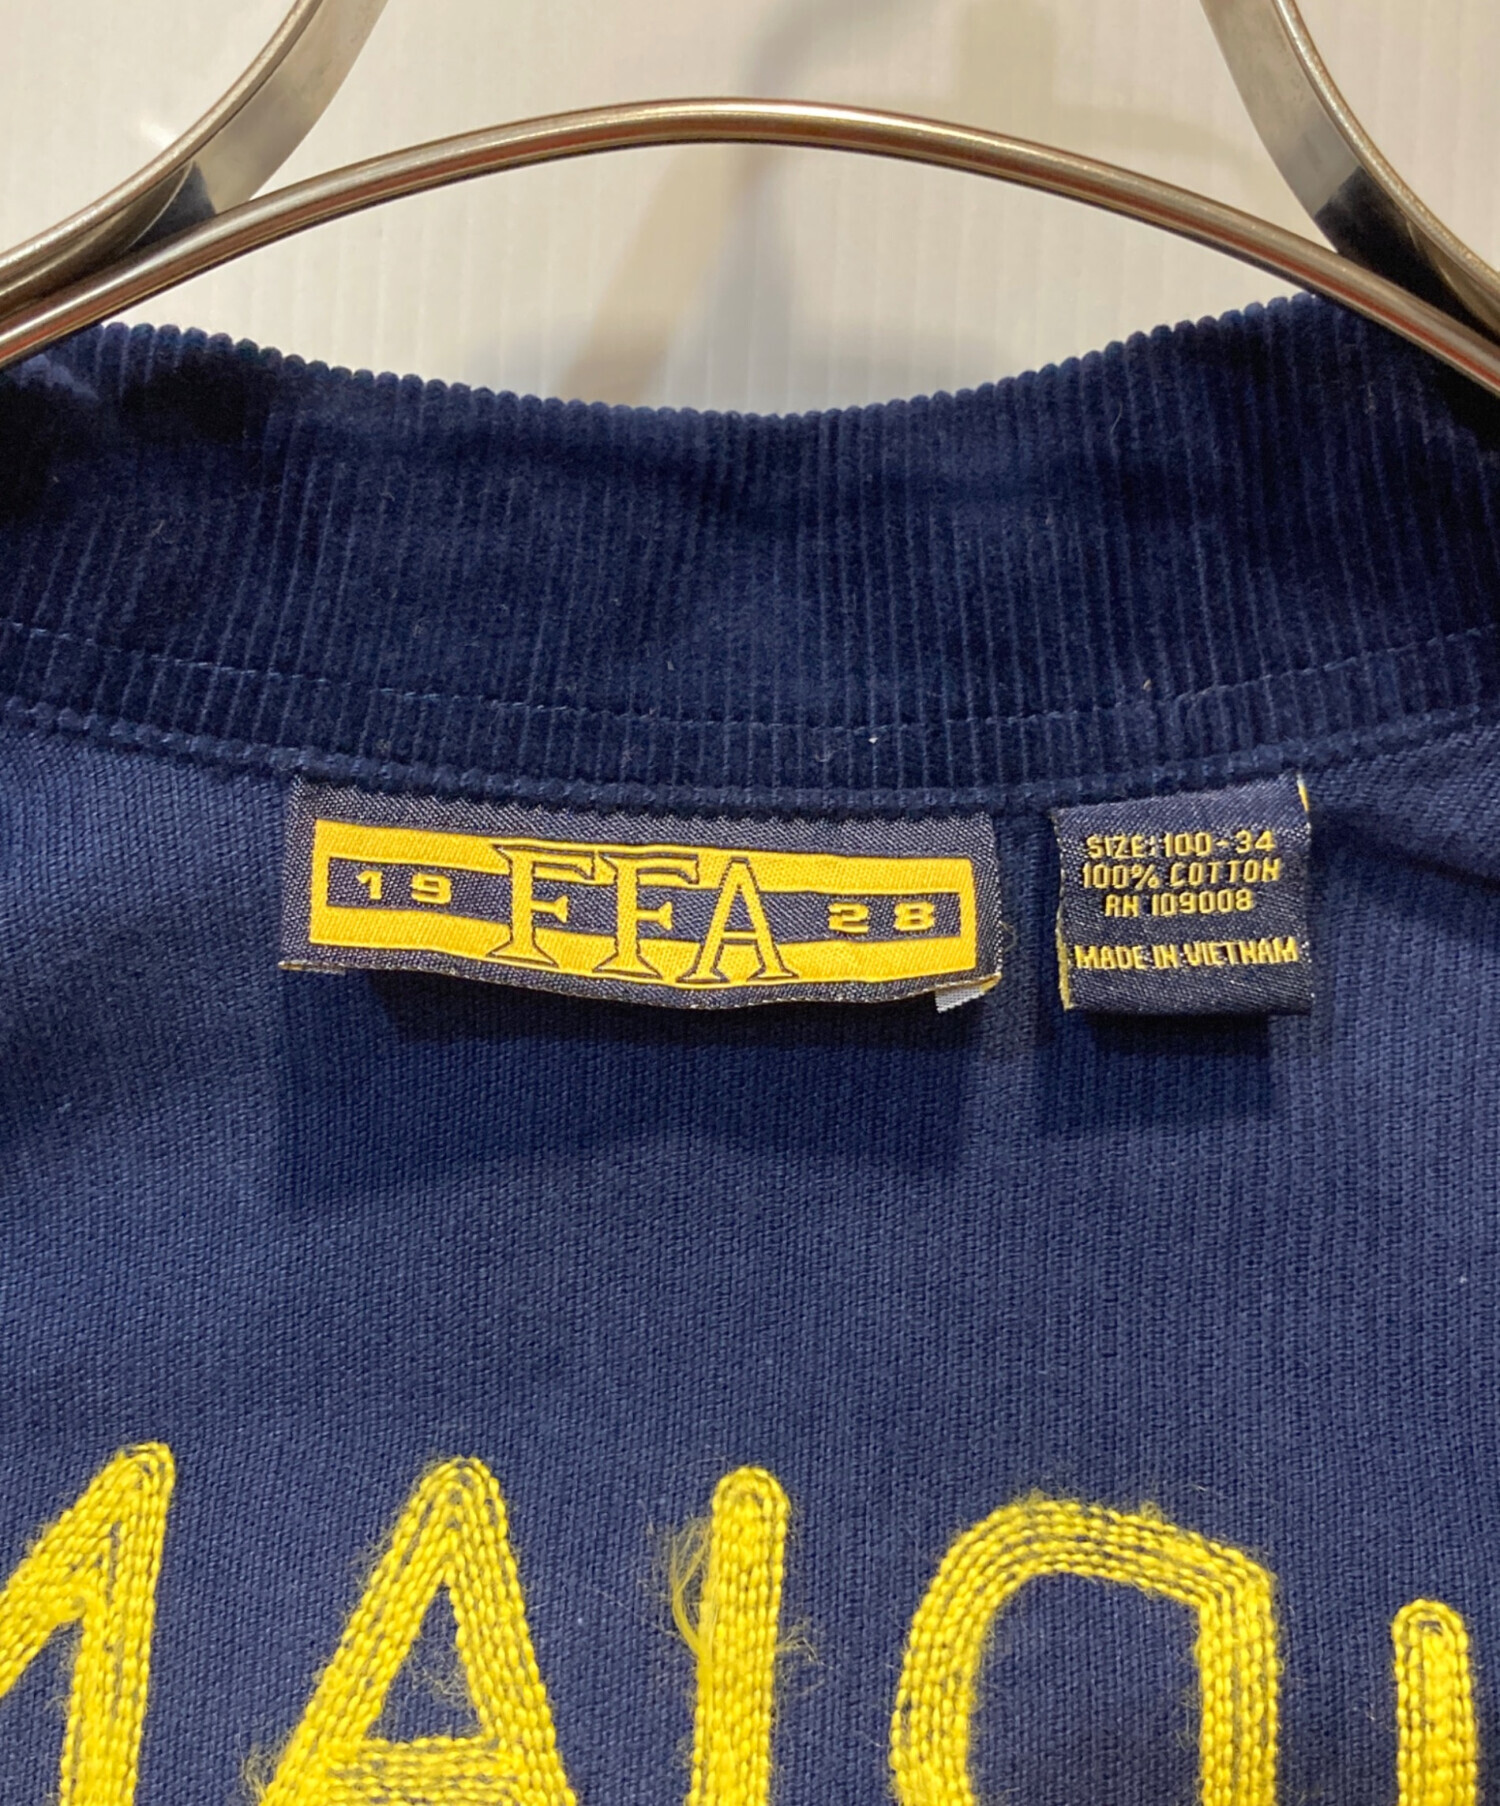 19 FFA 28
SIZE:100-34
100% COTTON
RN 109008
MADE IN VIETNAM